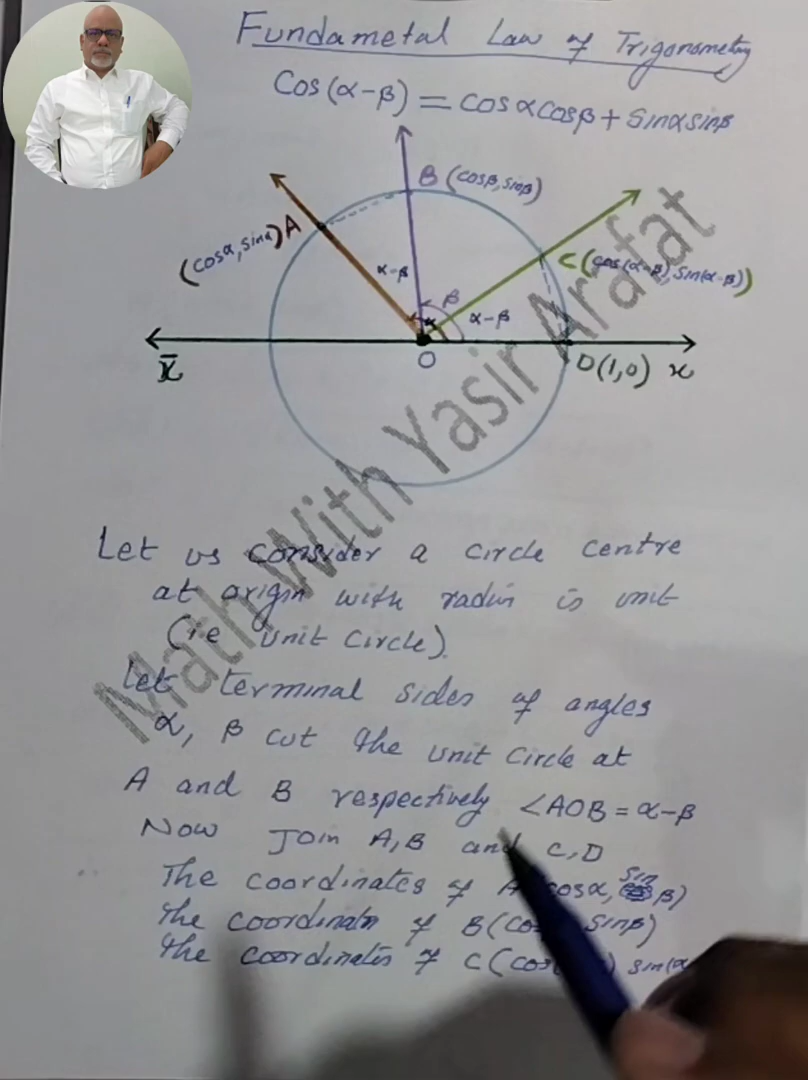 Fundametal Law of Trigonometry
Cos(α-β) = cosαcosβ + sinαsinβ
B (cosβ, sinβ)
(cosα, sinα) A
C (cos(α-β), sin(α-β))
α-β
β
α
α-β
O
D(1,0)
x̄
x
Math With Yasir Arafat
Let us consider a circle centre
at origin with radius is unit
(ie unit circle).
Let terminal sides of angles
α, β cut the unit circle at
A and B respectively ∠AOB = α-β
Now Join A,B and C,D
The coordinates of A cosα, sin β)
The coordinates of B( sinβ)
The coordinates of C( sin(α